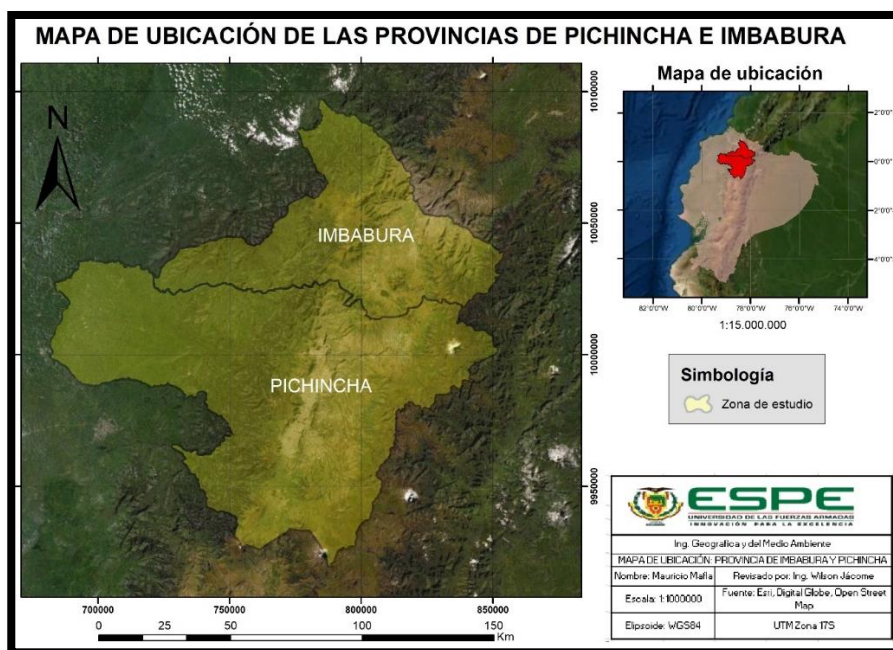 MAPA DE UBICACIÓN DE LAS PROVINCIAS DE PICHINCHA E IMBABURA
N
IMBABURA
PICHINCHA
10100000
10050000
10000000
9950000
700000 750000 800000 850000
0 25 50 100 150
Km
Mapa de ubicación
2°0'0"
0°0'0"
2°0'0"
4°0'0"
82°0'0"W 80°0'0"W 78°0'0"W 76°0'0"W 74°0'0"W
1:15.000.000
Simbología
Zona de estudio
ESPE
UNIVERSIDAD DE LAS FUERZAS ARMADAS
INNOVACIÓN PARA LA EXCELENCIA
Ing. Geografica y del Medio Ambiente
MAPA DE UBICACIÓN: PROVINCIA DE IMBABURA Y PICHINCHA
Nombre: Mauricio Mafla
Revisado por: Ing. Wilson Jácome
Escala: 1:1000000
Fuente: Esri, Digital Globe, Open Street
Map
Elipsoide: WGS84
UTM Zona 17S